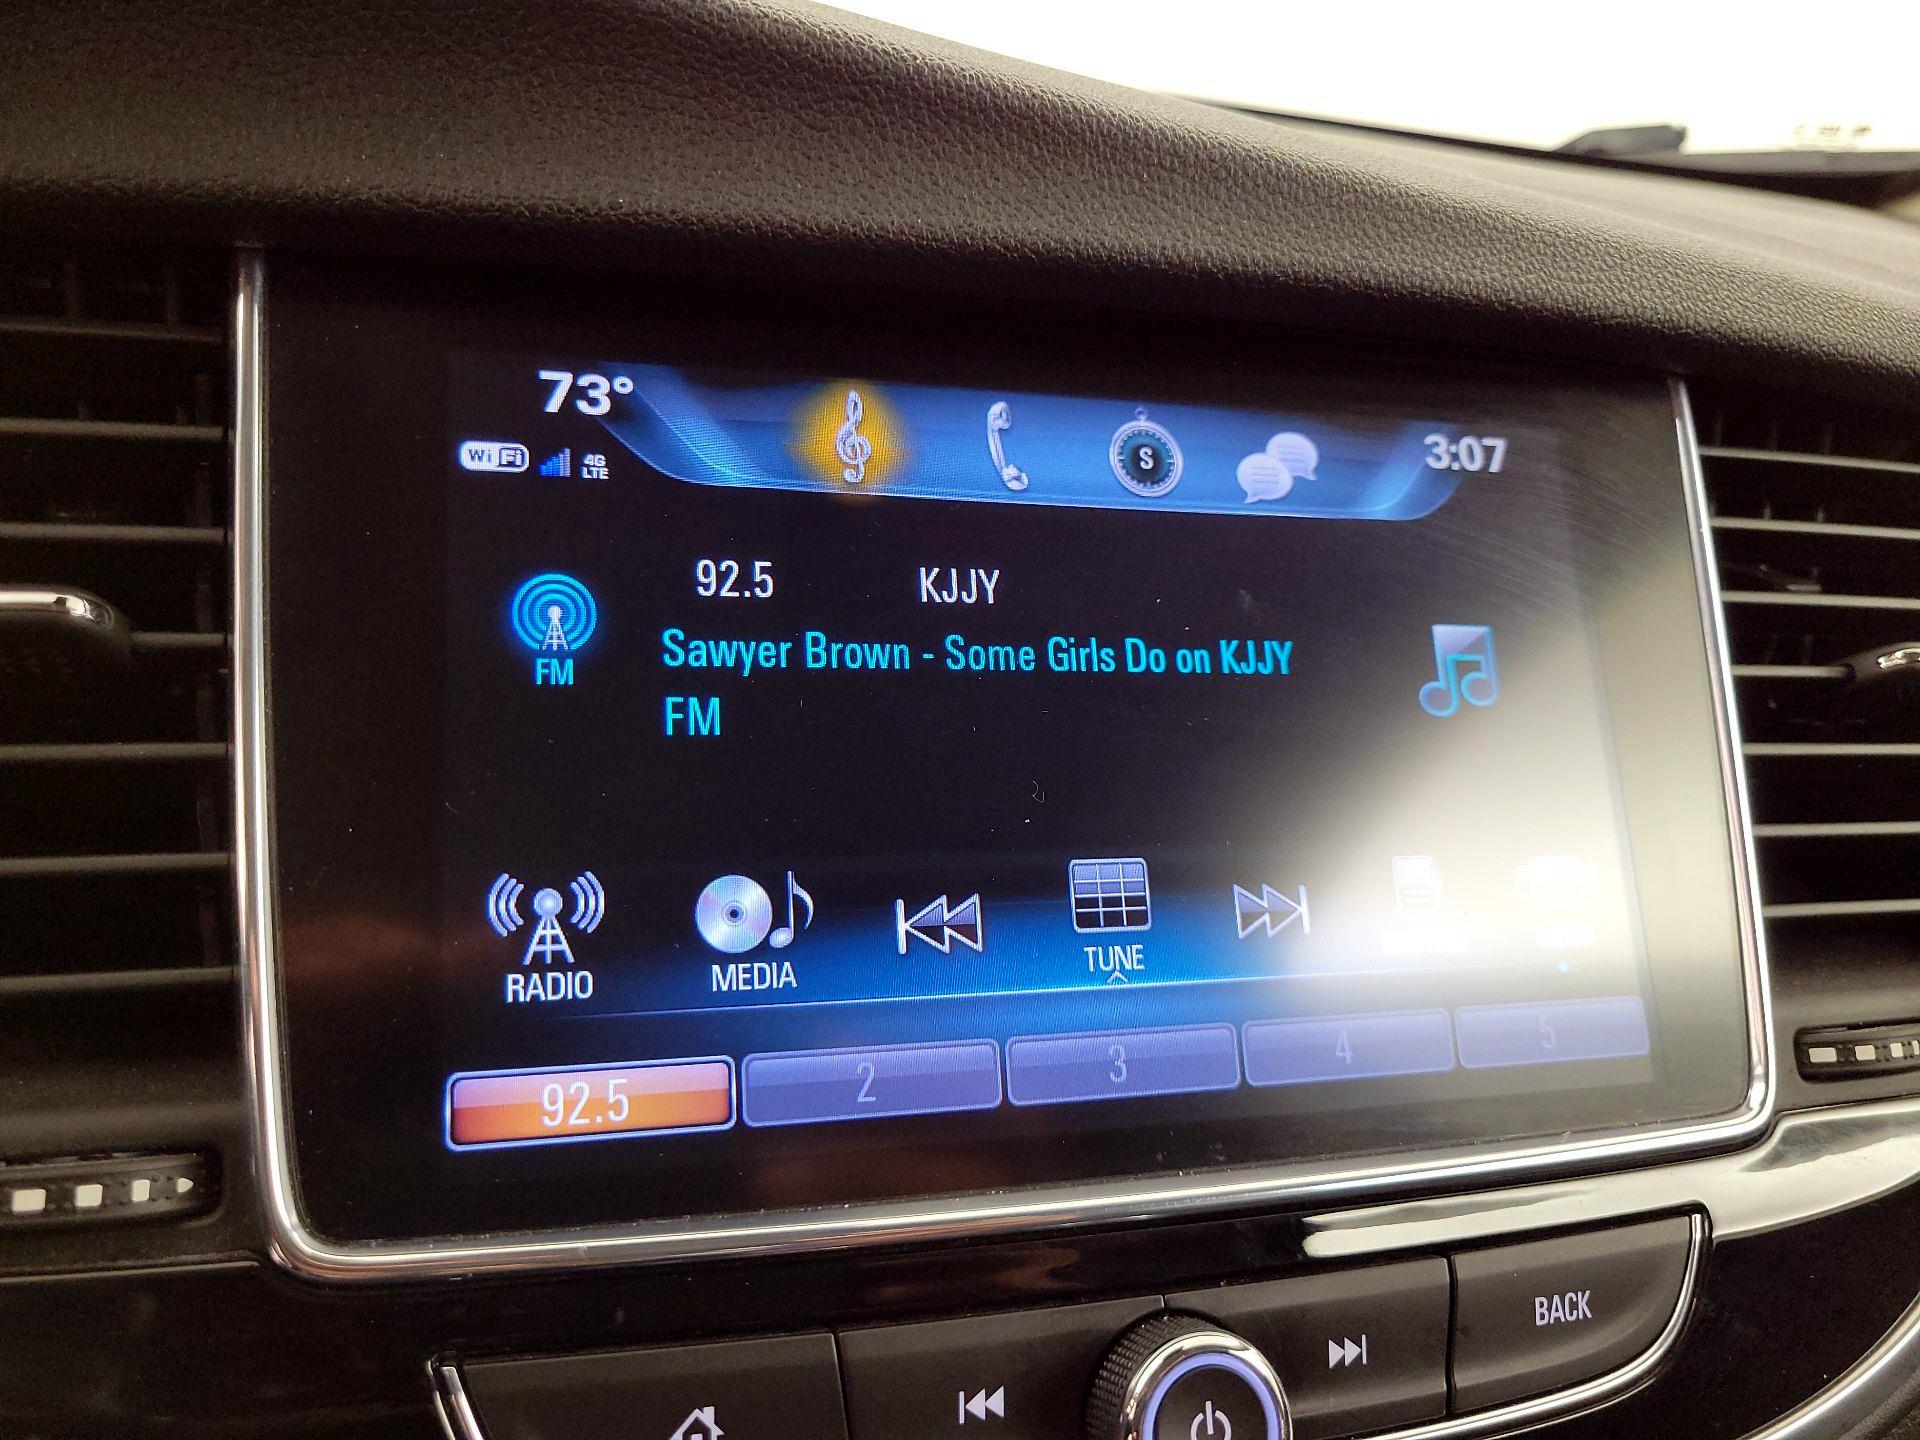 73°
3:07
WiFi
4G
LTE
S
92.5 KJJY
Sawyer Brown - Some Girls Do on KJJY
FM
FM
RADIO
MEDIA
TUNE
92.5
2
3
4
5
BACK